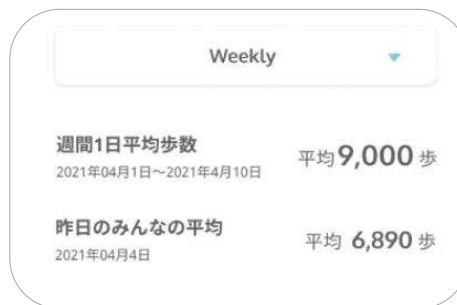 Weekly
週間1日平均歩数
平均9,000 歩
2021年04月1日～2021年4月10日
昨日のみんなの平均
平均 6,890 歩
2021年04月4日